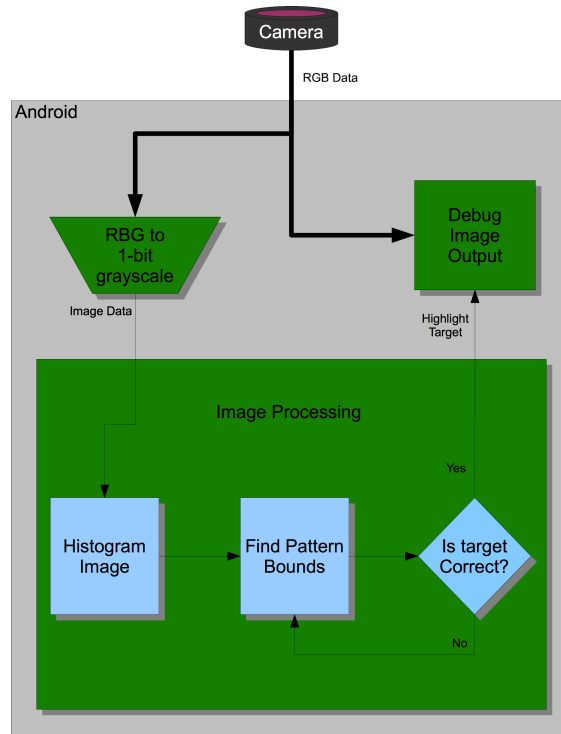 Camera
RGB Data
Android
RBG to
1-bit
grayscale
Debug
Image
Output
Image Data
Highlight
Target
Image Processing
Yes
Histogram
Image
Find Pattern
Bounds
Is target
Correct?
No